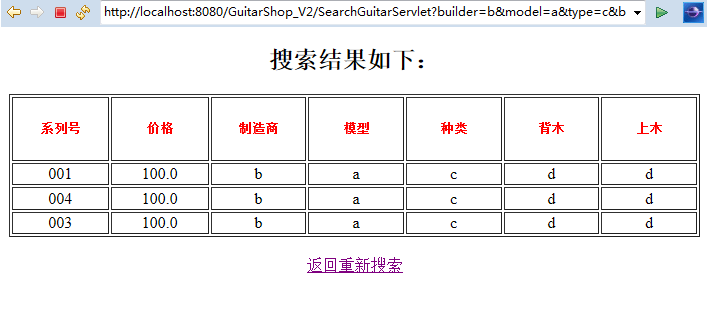 http://localhost:8080/GuitarShop_V2/SearchGuitarServlet?builder=b&model=a&type=c&b
搜索结果如下：
系列号 价格 制造商 模型 种类 背木 上木
001 100.0 b a c d d
004 100.0 b a c d d
003 100.0 b a c d d
返回重新搜索